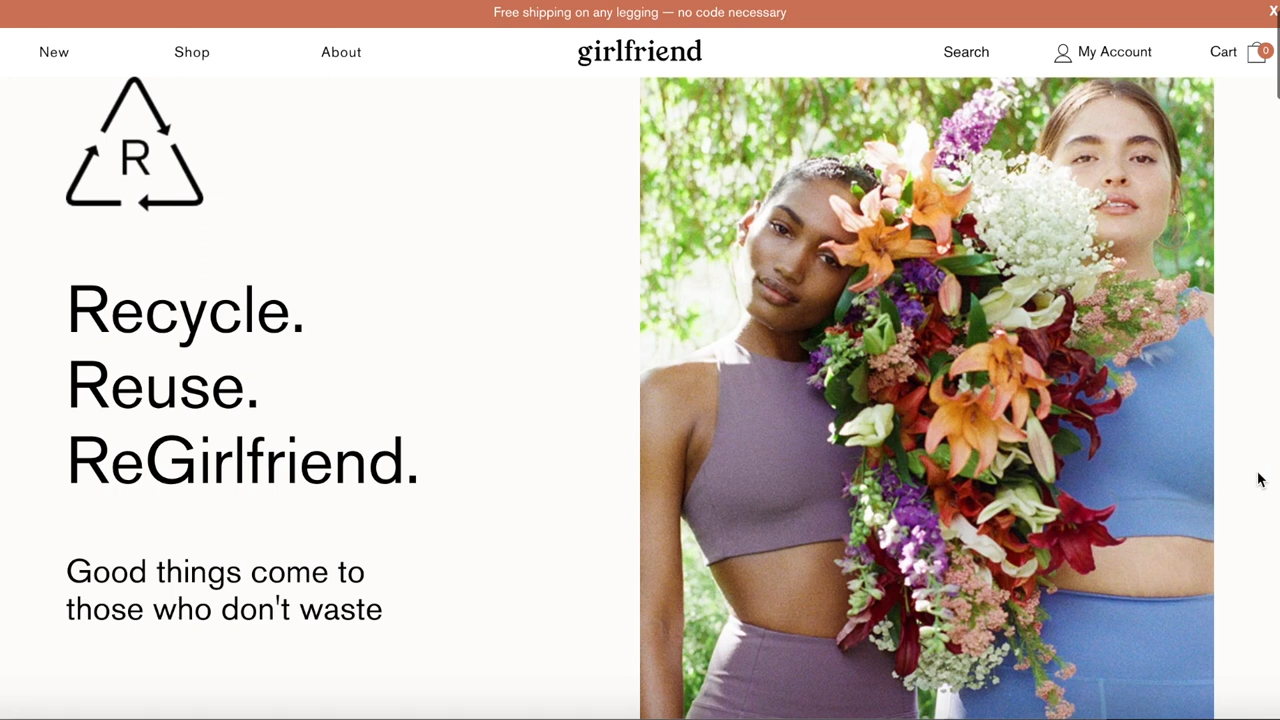 Free shipping on any legging — no code necessary
X
New
Shop
About
girlfriend
Search
My Account
Cart
0
R
Recycle.
Reuse.
ReGirlfriend.
Good things come to
those who don't waste